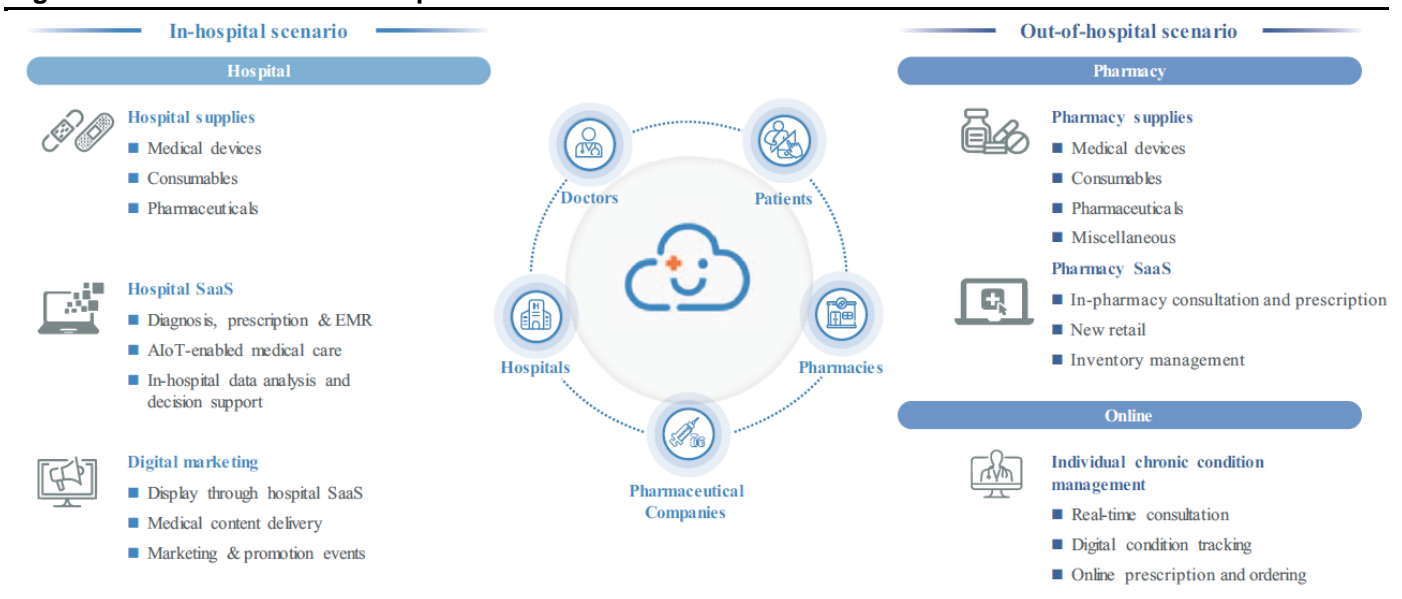 In-hospital scenario
Hospital
Hospital supplies
■ Medical devices
■ Consumables
■ Pharmaceuticals
Hospital SaaS
■ Diagnosis, prescription & EMR
■ AIoT-enabled medical care
■ In-hospital data analysis and
decision support
Digital marketing
■ Display through hospital SaaS
■ Medical content delivery
■ Marketing & promotion events
Doctors
Patients
Hospitals
Pharmacies
Pharmaceutical
Companies
Out-of-hospital scenario
Pharmacy
Pharmacy supplies
■ Medical devices
■ Consumables
■ Pharmaceuticals
■ Miscellaneous
Pharmacy SaaS
■ In-pharmacy consultation and prescription
■ New retail
■ Inventory management
Online
Individual chronic condition
management
■ Real-time consultation
■ Digital condition tracking
■ Online prescription and ordering